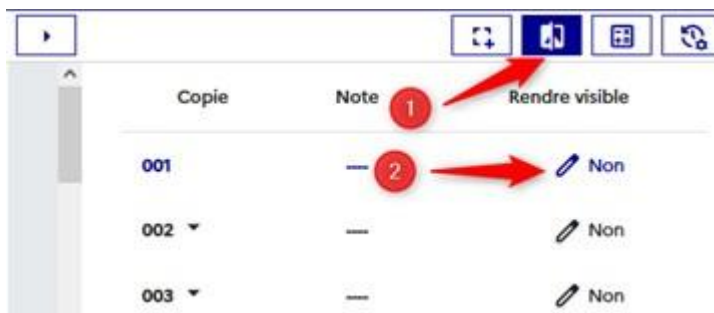 Copie Note Rendre visible
1
001 ---- 2 Non
002 ---- Non
003 ---- Non